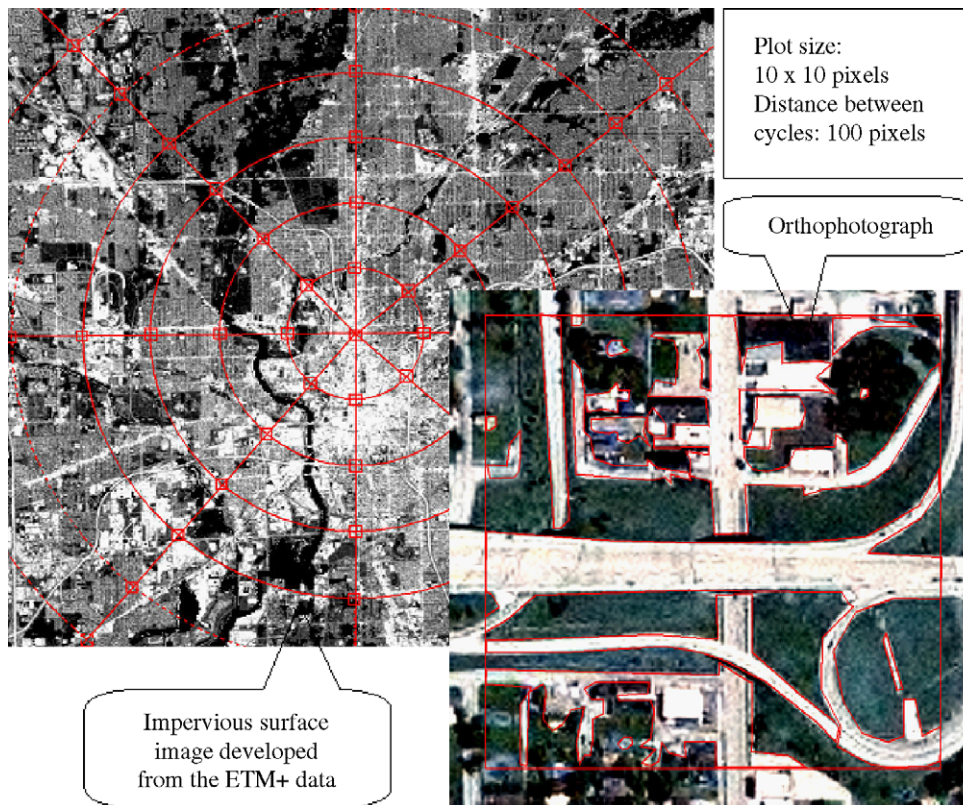 Plot size:
10 x 10 pixels
Distance between
cycles: 100 pixels
Orthophotograph
Impervious surface
image developed
from the ETM+ data